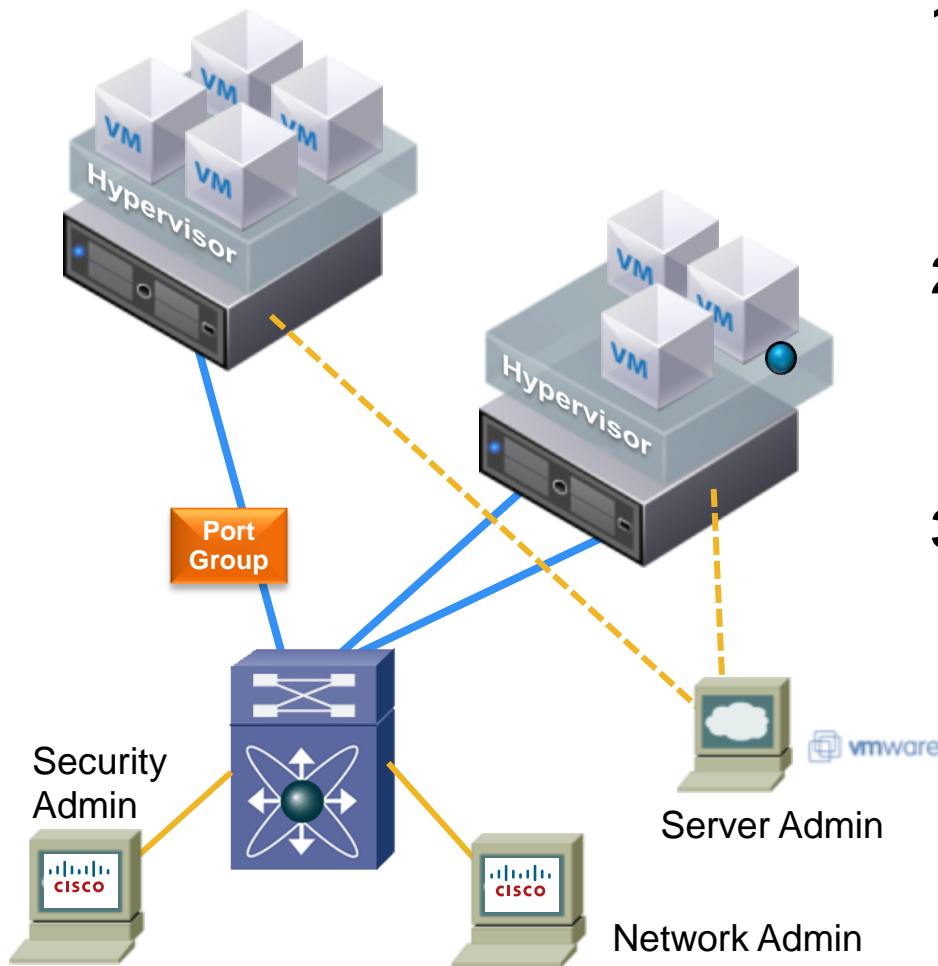 VM
VM
VM
VM
Hypervisor
VM
VM
VM
Hypervisor
Port
Group
vmware
Security
Admin
Server Admin
CISCO
CISCO
Network Admin